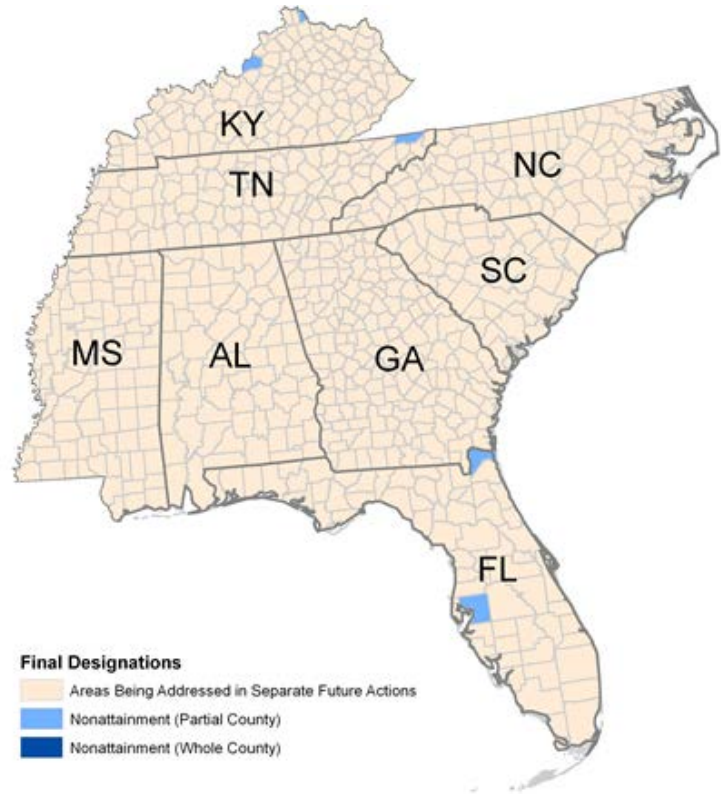 KY
TN
NC
SC
MS
AL
GA
FL
Final Designations
Areas Being Addressed in Separate Future Actions
Nonattainment (Partial County)
Nonattainment (Whole County)